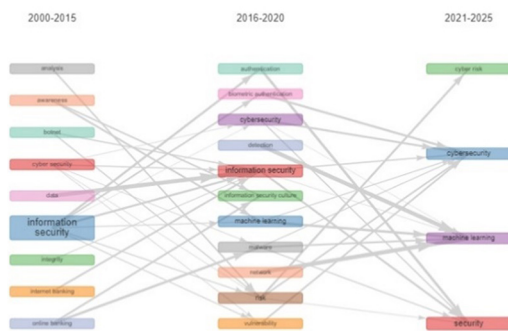 2000-2015
2016-2020
2021-2025
analysis
awareness
botnet
cyber security
data
information
security
integrity
internet banking
online banking
authentication
biometric authentication
cybersecurity
detection
information security
information security culture
machine learning
malware
network
risk
vulnerability
cyber risk
cybersecurity
machine learning
security